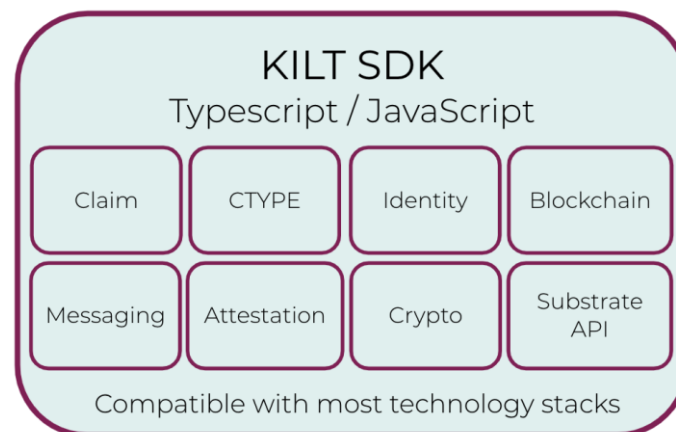 KILT SDK
Typescript / JavaScript
Claim
CTYPE
Identity
Blockchain
Messaging
Attestation
Crypto
Substrate
API
Compatible with most technology stacks